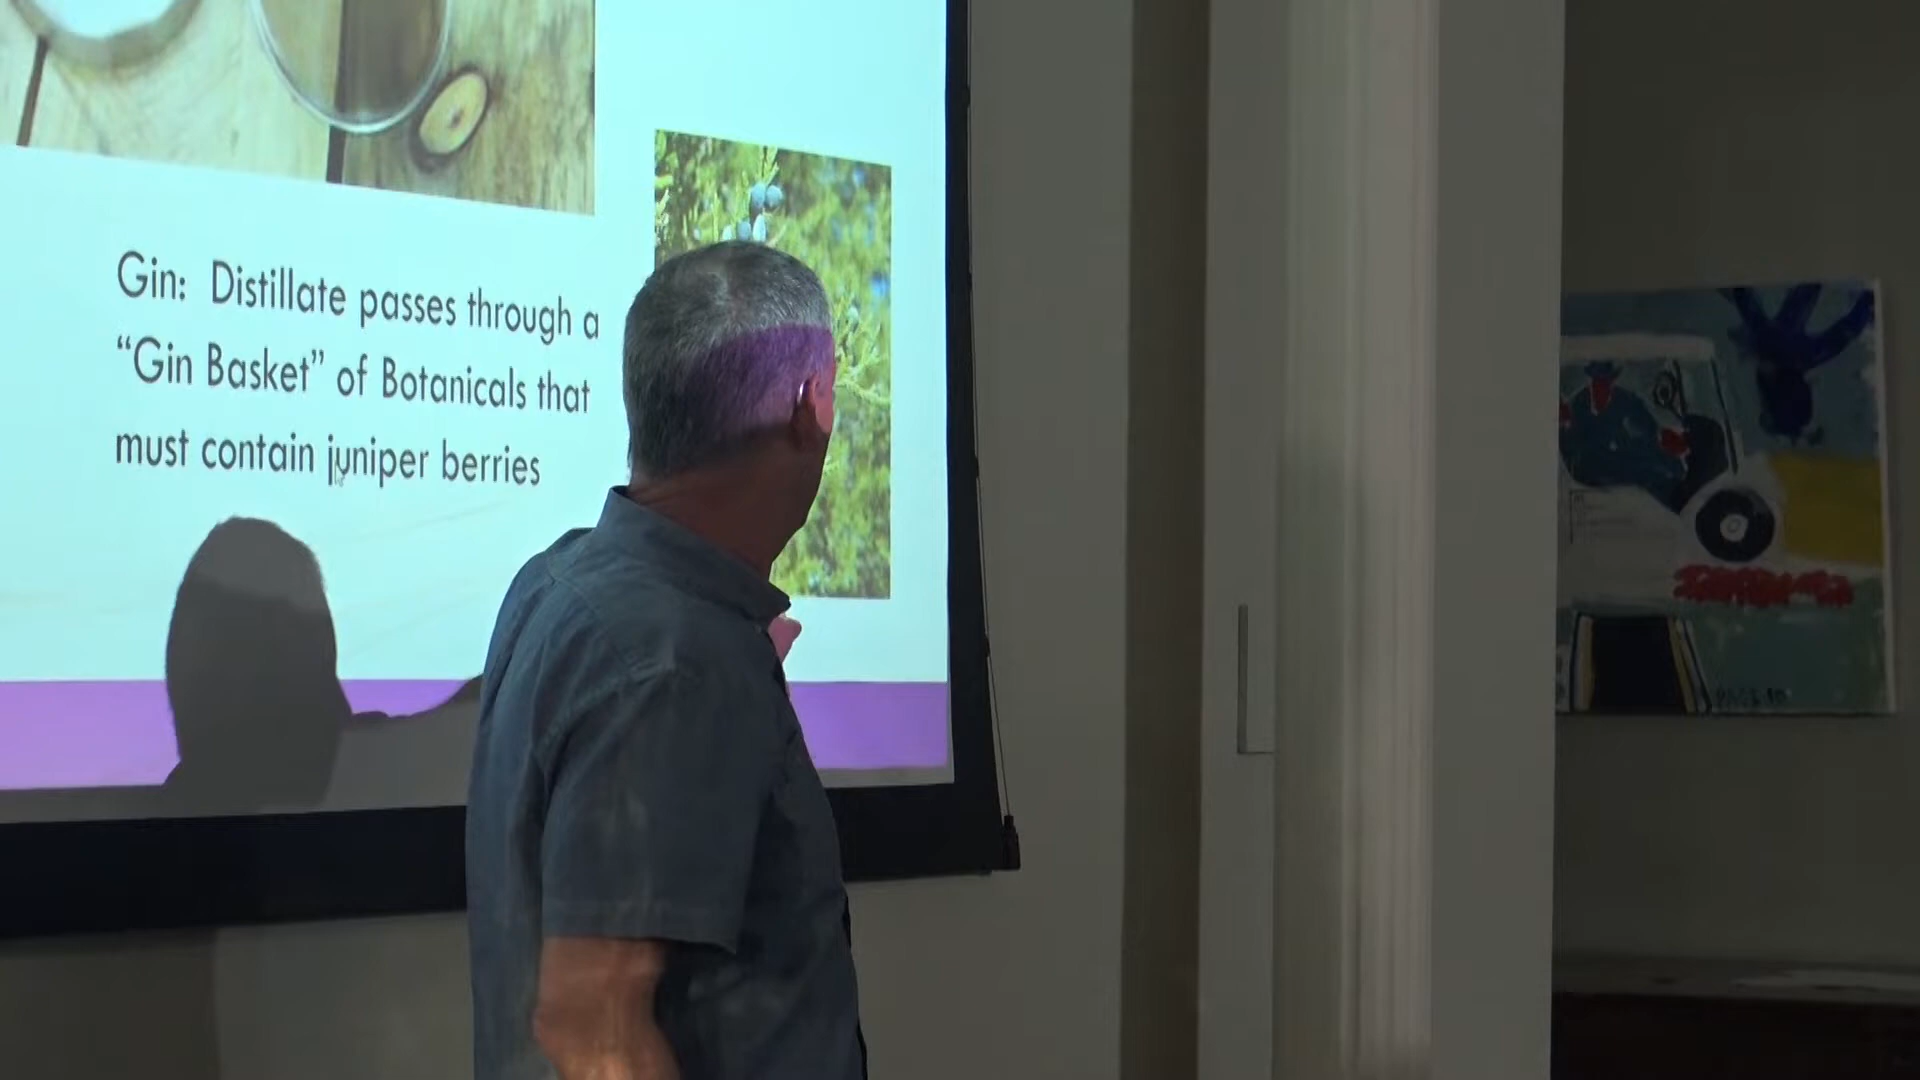 Gin: Distillate passes through a
“Gin Basket” of Botanicals that
must contain juniper berries